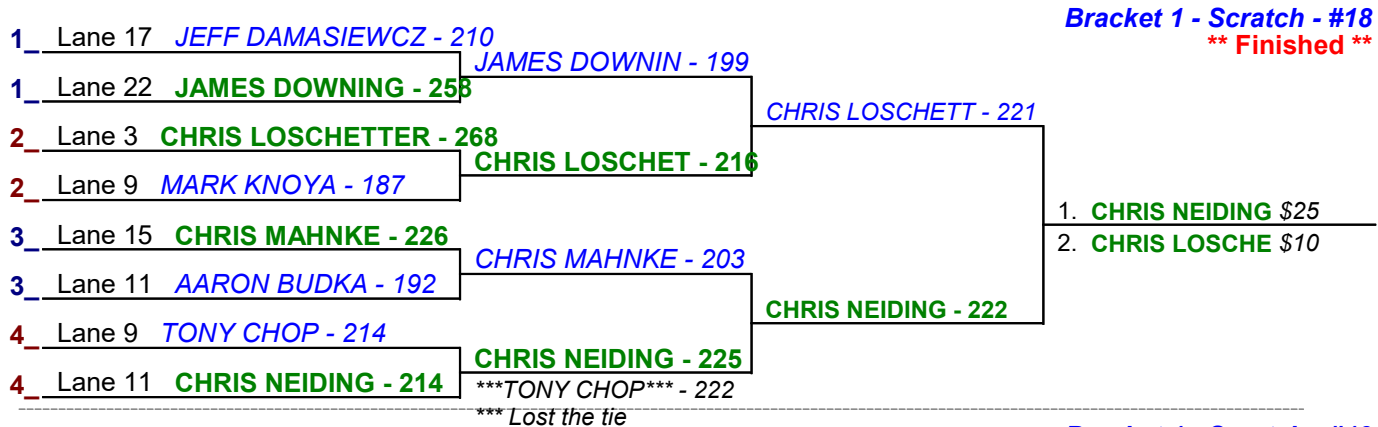 Bracket 1 - Scratch - #18
** Finished **
1_ Lane 17 JEFF DAMASIEWCZ - 210
JAMES DOWNIN - 199
1_ Lane 22 JAMES DOWNING - 258
CHRIS LOSCHETT - 221
2_ Lane 3 CHRIS LOSCHETTER - 268
CHRIS LOSCHET - 216
2_ Lane 9 MARK KNOYA - 187
1. CHRIS NEIDING $25
3_ Lane 15 CHRIS MAHNKE - 226
2. CHRIS LOSCHE $10
CHRIS MAHNKE - 203
3_ Lane 11 AARON BUDKA - 192
CHRIS NEIDING - 222
4_ Lane 9 TONY CHOP - 214
CHRIS NEIDING - 225
4_ Lane 11 CHRIS NEIDING - 214
***TONY CHOP*** - 222
*** Lost the tie